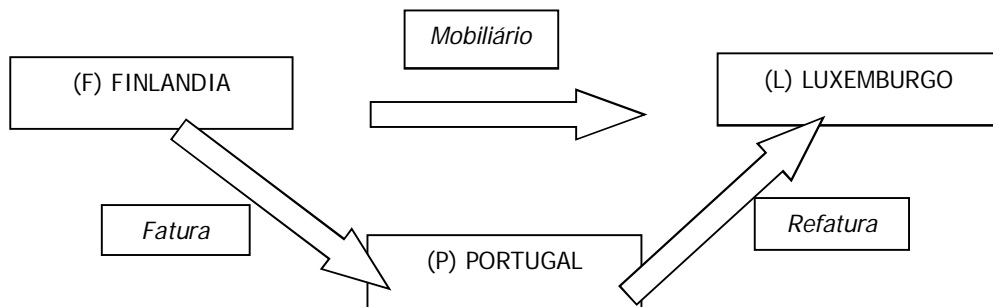 Mobiliário
(F) FINLANDIA
(L) LUXEMBURGO
Fatura
Refatura
(P) PORTUGAL